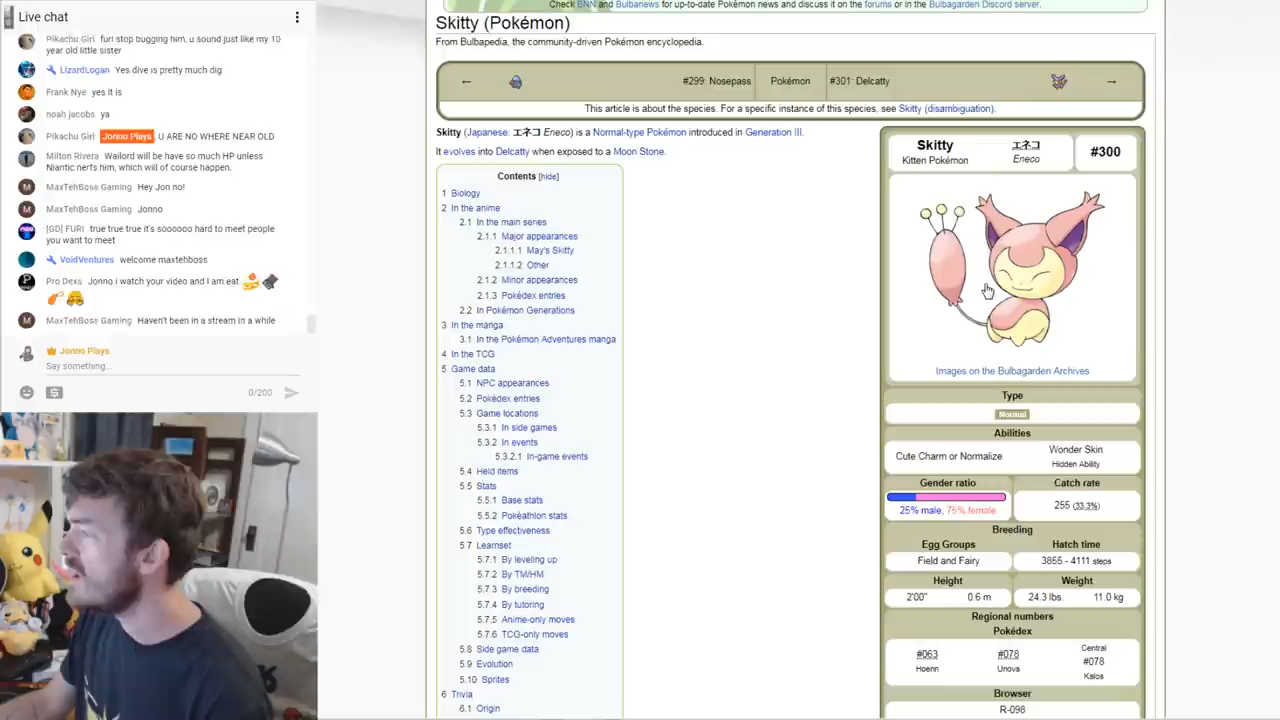 Live chat
Pikachu Girl furl stop bugging him, u sound just like my 10
year old little sister
LizardLogan Yes dive is pretty much dig
Frank Nye yes it is
noah jacobs ya
Pikachu Girl Jonno Plays U ARE NO WHERE NEAR OLD
Milton Rivera Wailord will be have so much HP unless
Niantic nerfs him, which will of course happen.
MaxTehBoss Gaming Hey Jon no!
MaxTehBoss Gaming Jonno
[GD] FURI true true true it's soooooo hard to meet people
you want to meet
VoidVentures welcome maxtehboss
Pro Dexs Jonno i watch your video and I am eat
MaxTehBoss Gaming Haven't been in a stream in a while
Jonno Plays
Say something...
0/200
Check BNN and Bulbanews for up-to-date Pokémon news and discuss it on the forums or in the Bulbagarden Discord server.
Skitty (Pokémon)
From Bulbapedia, the community-driven Pokémon encyclopedia.
← #299: Nosepass Pokémon #301: Delcatty →
This article is about the species. For a specific instance of this species, see Skitty (disambiguation).
Skitty (Japanese: エネコ Eneco) is a Normal-type Pokémon introduced in Generation III.
It evolves into Delcatty when exposed to a Moon Stone.
Contents [hide]
1 Biology
2 In the anime
2.1 In the main series
2.1.1 Major appearances
2.1.1.1 May's Skitty
2.1.1.2 Other
2.1.2 Minor appearances
2.1.3 Pokédex entries
2.2 In Pokémon Generations
3 In the manga
3.1 In the Pokémon Adventures manga
4 In the TCG
5 Game data
5.1 NPC appearances
5.2 Pokédex entries
5.3 Game locations
5.3.1 In side games
5.3.2 In events
5.3.2.1 In-game events
5.4 Held items
5.5 Stats
5.5.1 Base stats
5.5.2 Pokéathlon stats
5.6 Type effectiveness
5.7 Learnset
5.7.1 By leveling up
5.7.2 By TM/HM
5.7.3 By breeding
5.7.4 By tutoring
5.7.5 Anime-only moves
5.7.6 TCG-only moves
5.8 Side game data
5.9 Evolution
5.10 Sprites
6 Trivia
6.1 Origin
Skitty エネコ #300
Kitten Pokémon Eneco
Images on the Bulbagarden Archives
Type
Normal
Abilities
Cute Charm or Normalize Wonder Skin
Hidden Ability
Gender ratio Catch rate
25% male, 75% female 255 (33.3%)
Breeding
Egg Groups Hatch time
Field and Fairy 3855 - 4111 steps
Height Weight
2'00" 0.6 m 24.3 lbs. 11.0 kg
Regional numbers
Pokédex
#063 #078 Central
#078
Hoenn Unova Kalos
Browser
R-098